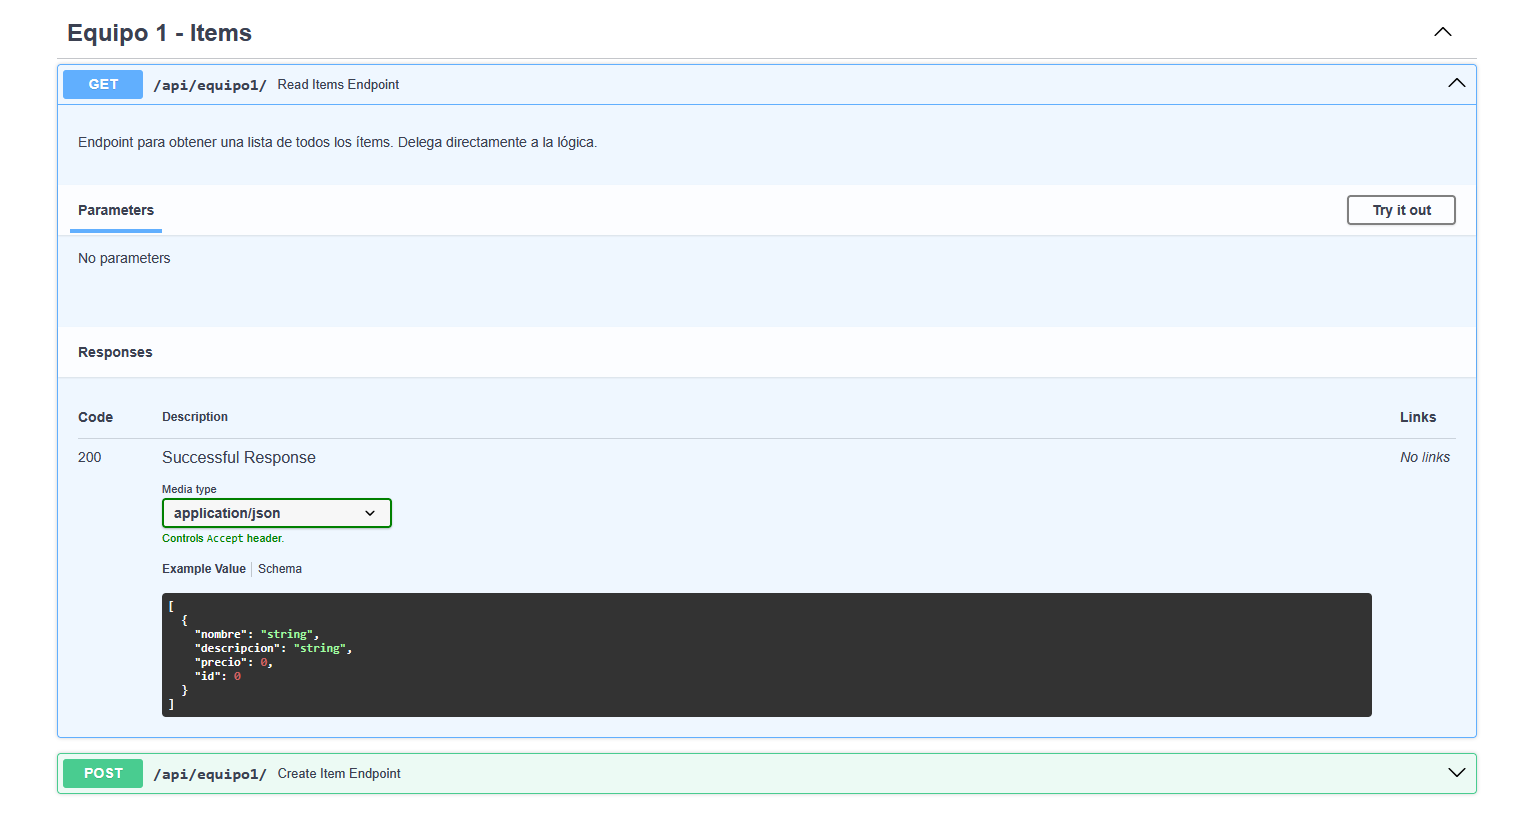 Equipo 1 - Items
GET /api/equipo1/ Read Items Endpoint
Endpoint para obtener una lista de todos los ítems. Delega directamente a la lógica.
Parameters
Try it out
No parameters
Responses
Code Description Links
200 Successful Response No links
Media type
application/json
Controls Accept header.
Example Value Schema
[
{
"nombre": "string",
"descripcion": "string",
"precio": 0,
"id": 0
}
]
POST /api/equipo1/ Create Item Endpoint